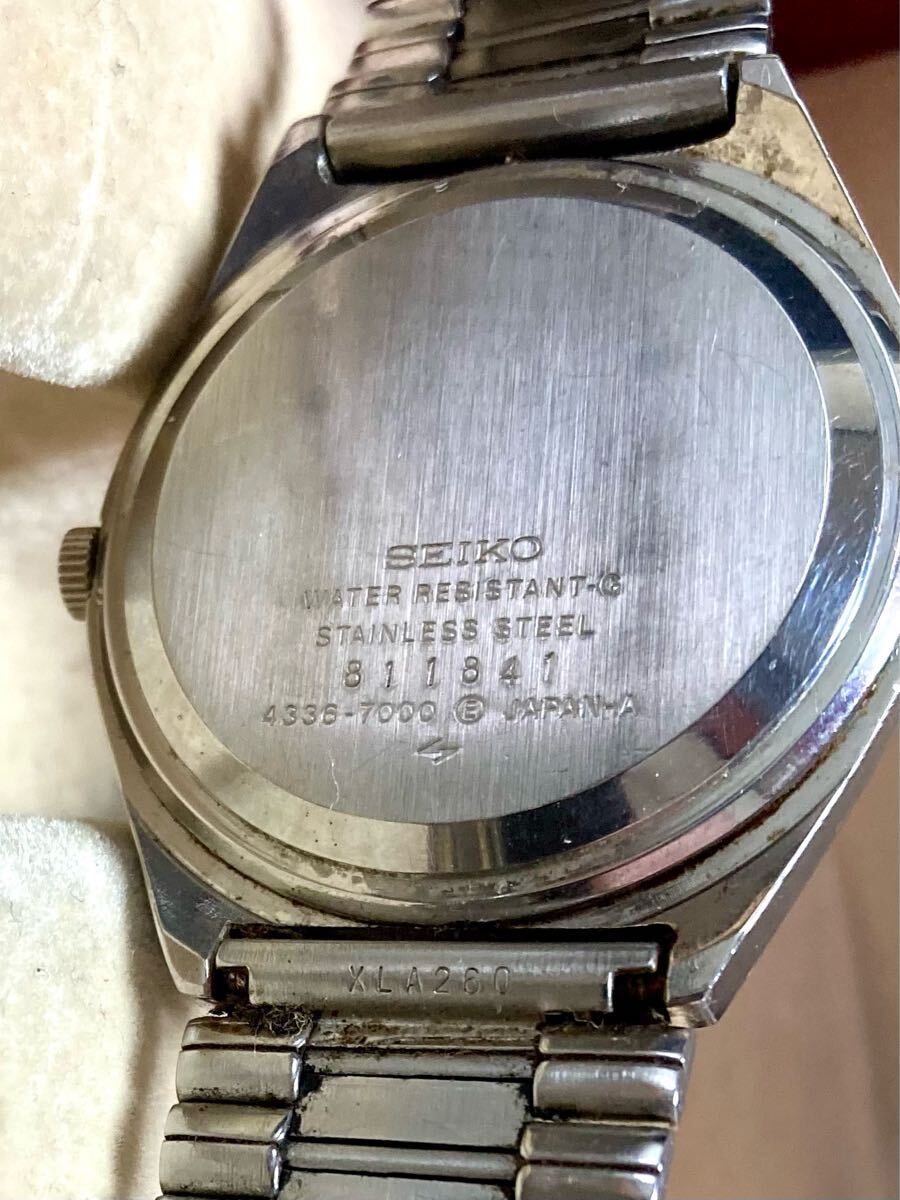 SEIKO
WATER RESISTANT-Ⓖ
STAINLESS STEEL
811841
4336-7000 Ⓔ JAPAN-A
XLA260